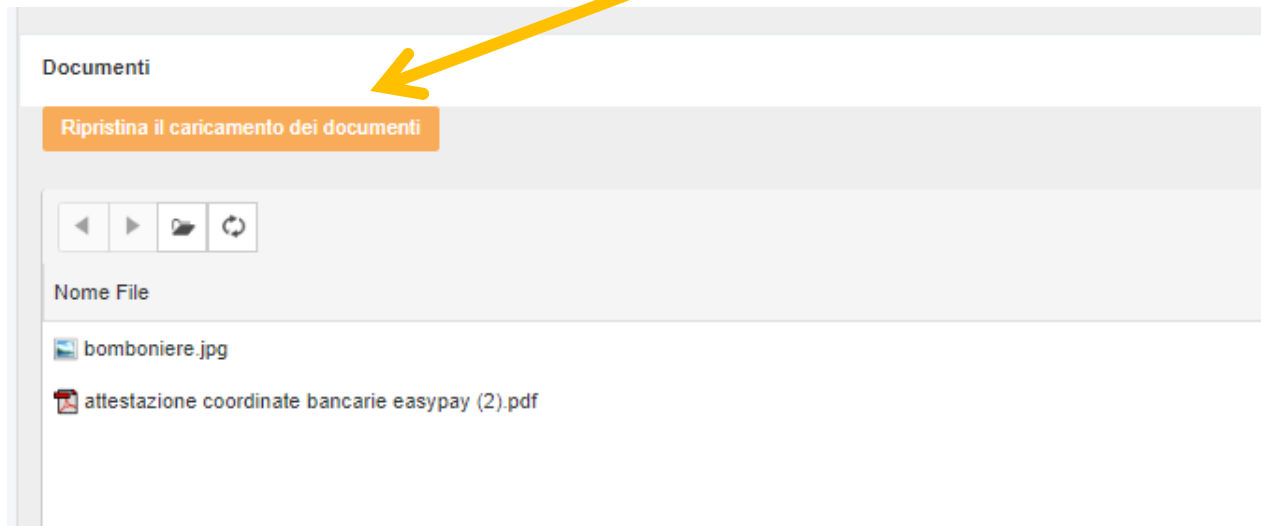 Documenti
Ripristina il caricamento dei documenti
Nome File
bomboniere.jpg
attestazione coordinate bancarie easypay (2).pdf